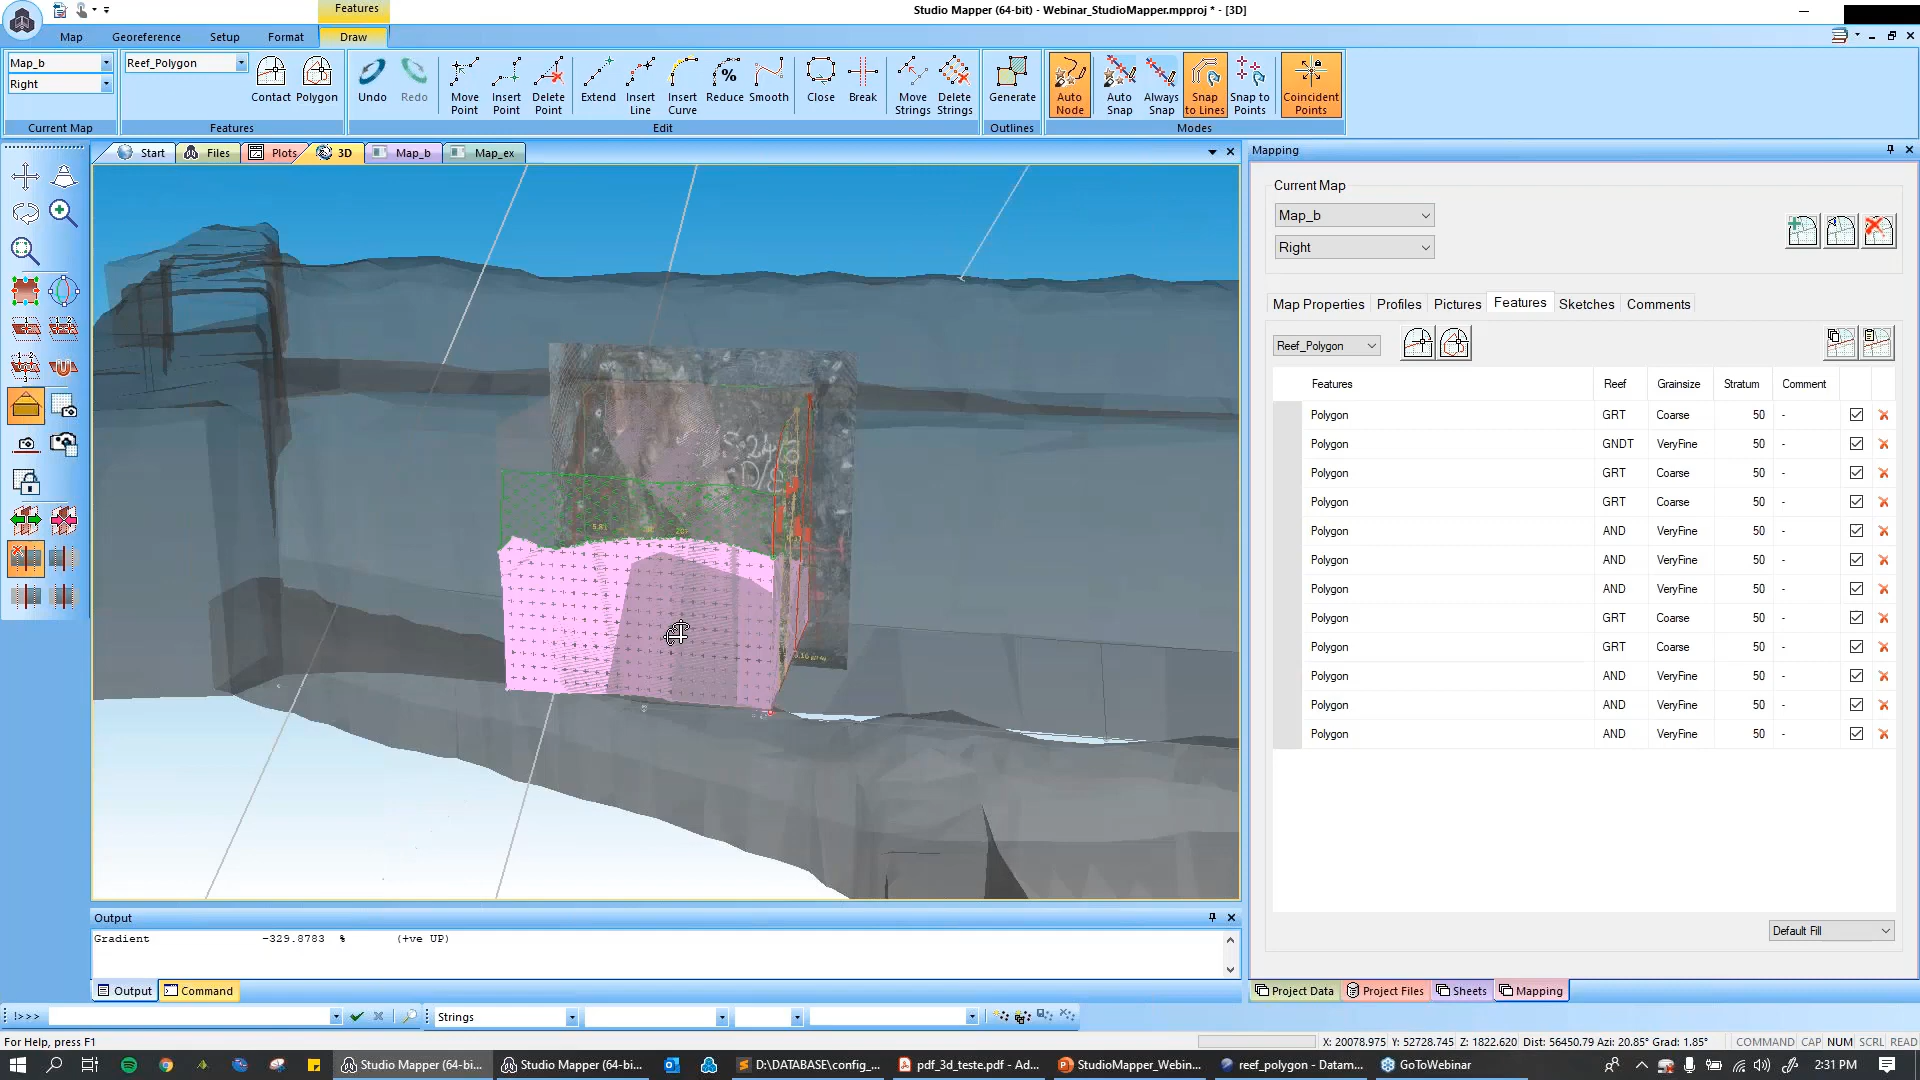 Features
Studio Mapper (64-bit) - Webinar_StudioMapper.mpproj * - [3D]
Map Georeference Setup Format Draw
Map_b Reef_Polygon
Right
Contact Polygon Undo Redo Move Point Insert Point Delete Point Extend Insert Line Insert Curve Reduce Smooth Close Break Move Strings Delete Strings Generate Auto Node Auto Snap Always Snap Snap to Lines Snap to Points Coincident Points
Current Map Features Edit Outlines Modes
Start Files Plots 3D Map_b Map_ex
Mapping
Current Map
Map_b
Right
Map Properties Profiles Pictures Features Sketches Comments
Reef_Polygon
Features Reef Grainsize Stratum Comment
Polygon GRT Coarse 50 -
Polygon GNDT VeryFine 50 -
Polygon GRT Coarse 50 -
Polygon GRT Coarse 50 -
Polygon AND VeryFine 50 -
Polygon AND VeryFine 50 -
Polygon AND VeryFine 50 -
Polygon GRT Coarse 50 -
Polygon GRT Coarse 50 -
Polygon AND VeryFine 50 -
Polygon AND VeryFine 50 -
Polygon AND VeryFine 50 -
Default Fill
Output
Gradient -329.8783 % (+ve UP)
Output Command
Project Data Project Files Sheets Mapping
!>>> Strings
For Help, press F1
X: 20078.975 Y: 52728.745 Z: 1822.620 Dist: 56450.79 Azi: 20.85° Grad: 1.85° COMMAND CAP NUM SCRL READ
Studio Mapper (64-bi... Studio Mapper (64-bi... D:\DATABASE\config_... pdf_3d_teste.pdf - Ad... StudioMapper_Webin... reef_polygon - Datam... GoToWebinar 2:31 PM